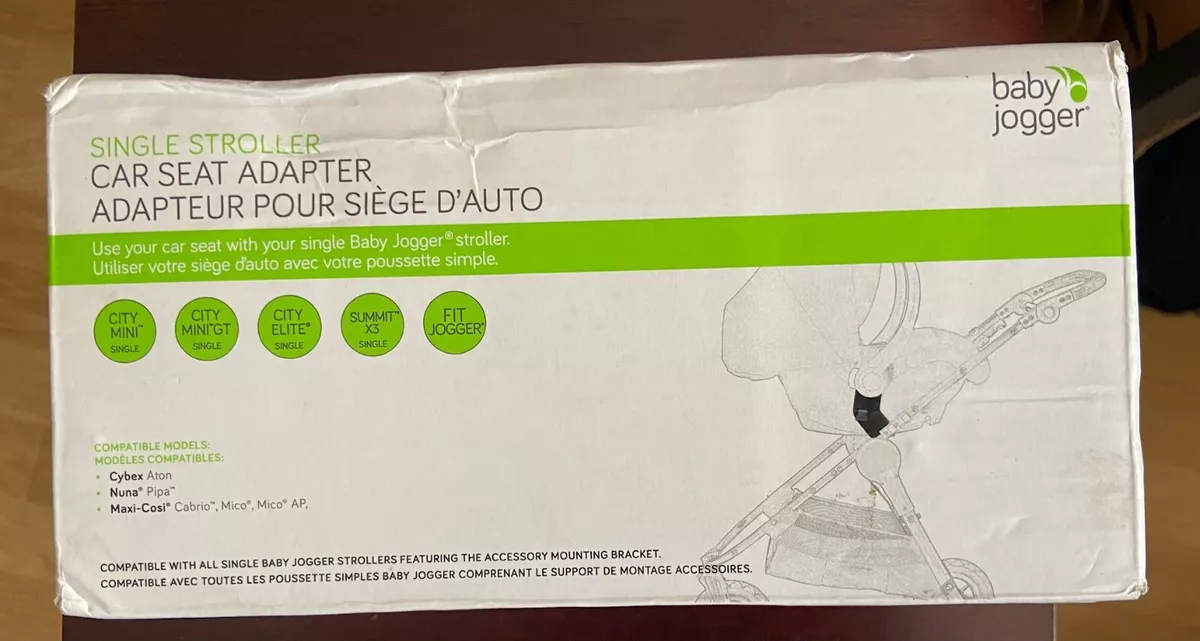 baby
jogger®
SINGLE STROLLER
CAR SEAT ADAPTER
ADAPTEUR POUR SIÈGE D'AUTO
Use your car seat with your single Baby Jogger® stroller.
Utiliser votre siège d'auto avec votre poussette simple.
CITY
MINI™
SINGLE
CITY
MINI™GT
SINGLE
CITY
ELITE®
SINGLE
SUMMIT™
X3
SINGLE
FIT
JOGGER®
COMPATIBLE MODELS:
MODÈLES COMPATIBLES:
• Cybex Aton
• Nuna® Pipa™
• Maxi-Cosi® Cabrio™, Mico®, Mico® AP,
COMPATIBLE WITH ALL SINGLE BABY JOGGER STROLLERS FEATURING THE ACCESSORY MOUNTING BRACKET.
COMPATIBLE AVEC TOUTES LES POUSSETTE SIMPLES BABY JOGGER COMPRENANT LE SUPPORT DE MONTAGE ACCESSOIRES.